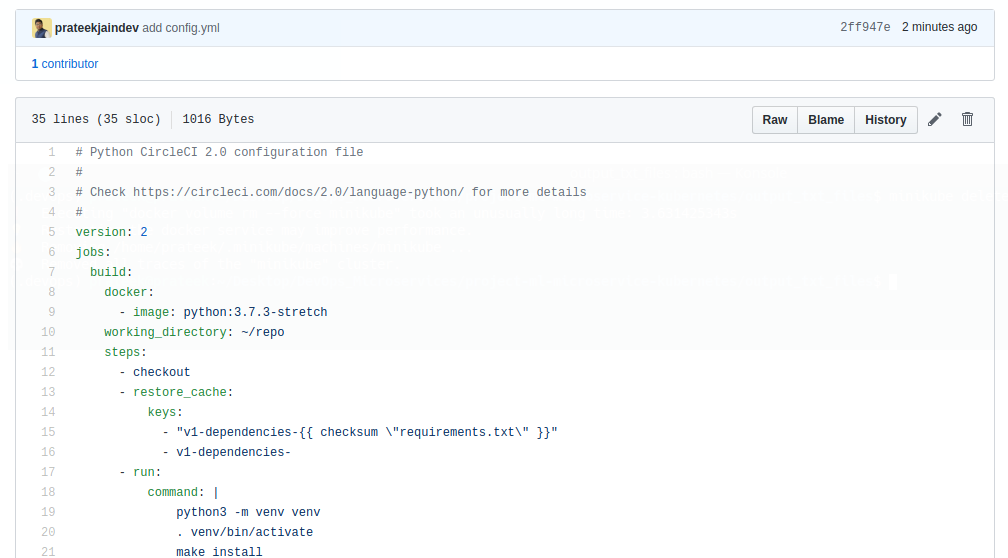 prateekjaindev add config.yml 2ff947e 2 minutes ago
1 contributor
35 lines (35 sloc) 1016 Bytes Raw Blame History
1 # Python CircleCI 2.0 configuration file
2 #
3 # Check https://circleci.com/docs/2.0/language-python/ for more details
4 #
5 version: 2
6 jobs:
7   build:
8     docker:
9       - image: python:3.7.3-stretch
10     working_directory: ~/repo
11     steps:
12       - checkout
13       - restore_cache:
14           keys:
15             - "v1-dependencies-{{ checksum \"requirements.txt\" }}"
16             - v1-dependencies-
17       - run:
18           command: |
19               python3 -m venv venv
20               . venv/bin/activate
21               make install